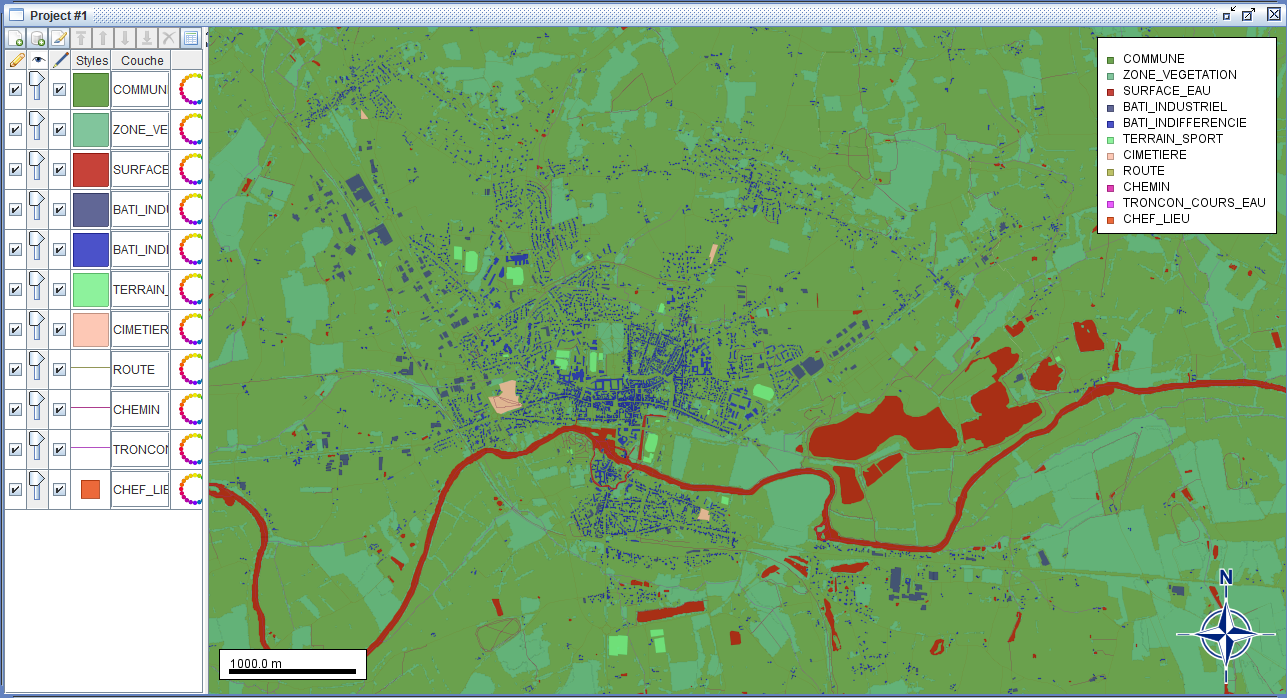 Project #1
Styles Couche
COMMUN
ZONE_VE
SURFACE
BATI_INDU
BATI_INDI
TERRAIN_
CIMETIER
ROUTE
CHEMIN
TRONCON
CHEF_LIE
COMMUNE
ZONE_VEGETATION
SURFACE_EAU
BATI_INDUSTRIEL
BATI_INDIFFERENCIE
TERRAIN_SPORT
CIMETIERE
ROUTE
CHEMIN
TRONCON_COURS_EAU
CHEF_LIEU
N
1000.0 m